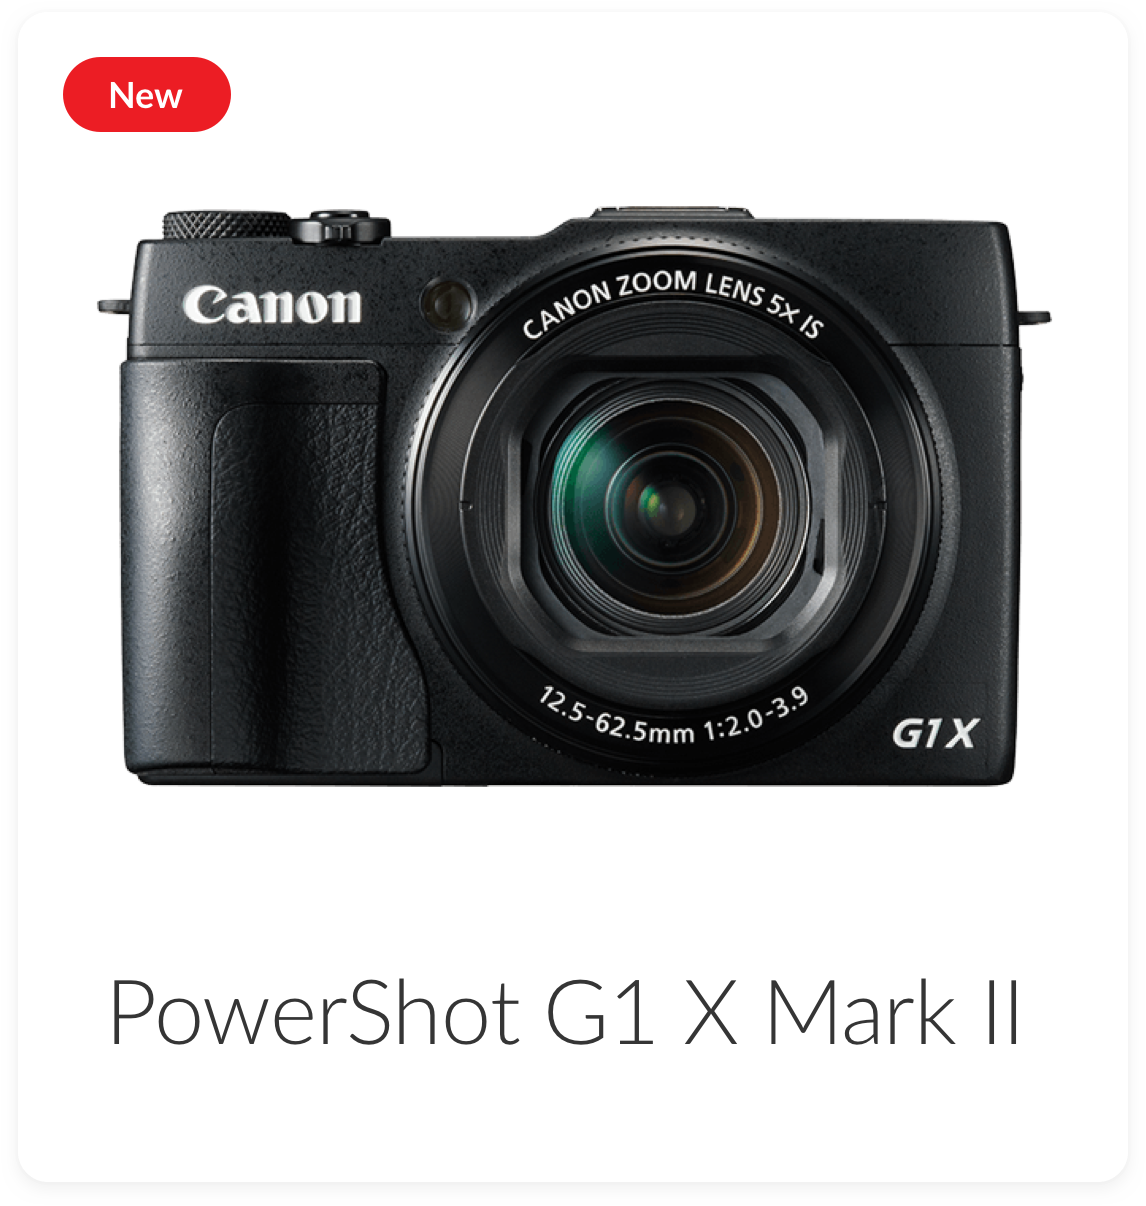 New
Canon
CANON ZOOM LENS 5x IS
12.5-62.5mm 1:2.0-3.9
G1X
PowerShot G1 X Mark II